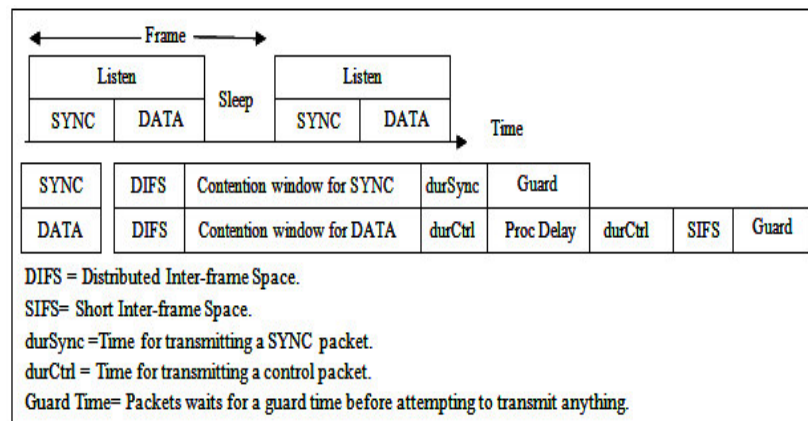 Frame
Listen Listen
Sleep
SYNC DATA SYNC DATA
Time
SYNC DIFS Contention window for SYNC durSync Guard
DATA DIFS Contention window for DATA durCtrl Proc Delay durCtrl SIFS Guard
DIFS = Distributed Inter-frame Space.
SIFS= Short Inter-frame Space.
durSync =Time for transmitting a SYNC packet.
durCtrl = Time for transmitting a control packet.
Guard Time= Packets waits for a guard time before attempting to transmit anything.